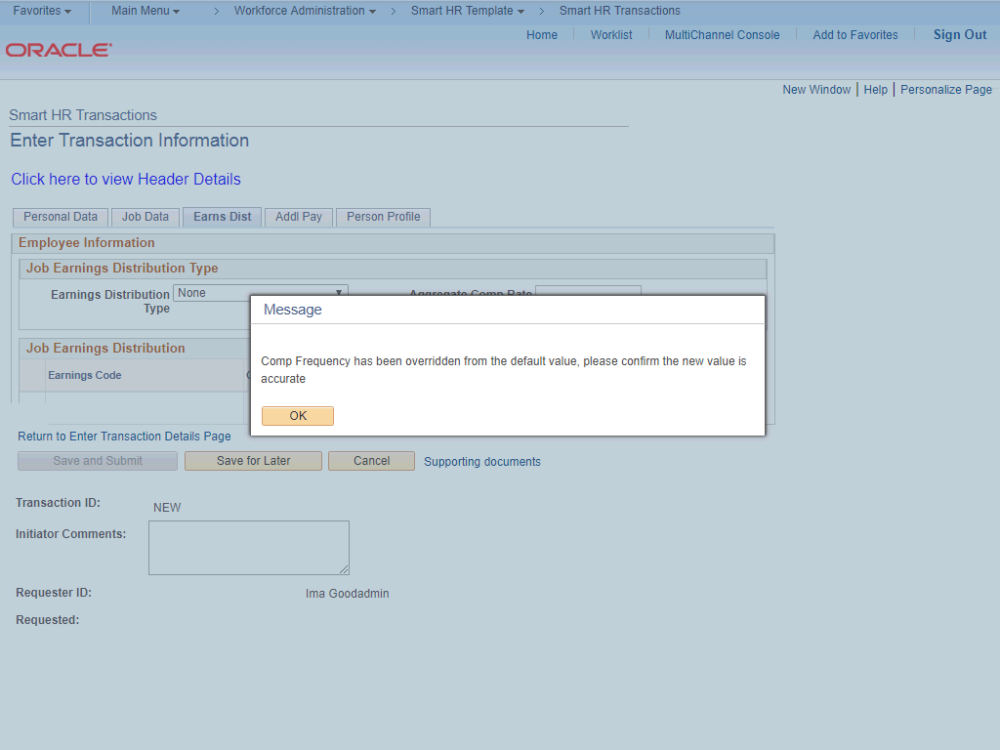 Favorites Main Menu Workforce Administration Smart HR Template Smart HR Transactions
Home Worklist MultiChannel Console Add to Favorites Sign Out
ORACLE
New Window Help Personalize Page
Smart HR Transactions
Enter Transaction Information
Click here to view Header Details
Personal Data Job Data Earns Dist Addl Pay Person Profile
Employee Information
Job Earnings Distribution Type
Earnings Distribution Type None Aggregate Comp Rate
Message
Comp Frequency has been overridden from the default value, please confirm the new value is
accurate
OK
Job Earnings Distribution
Earnings Code
Return to Enter Transaction Details Page
Save and Submit Save for Later Cancel Supporting documents
Transaction ID: NEW
Initiator Comments:
Requester ID: Ima Goodadmin
Requested: